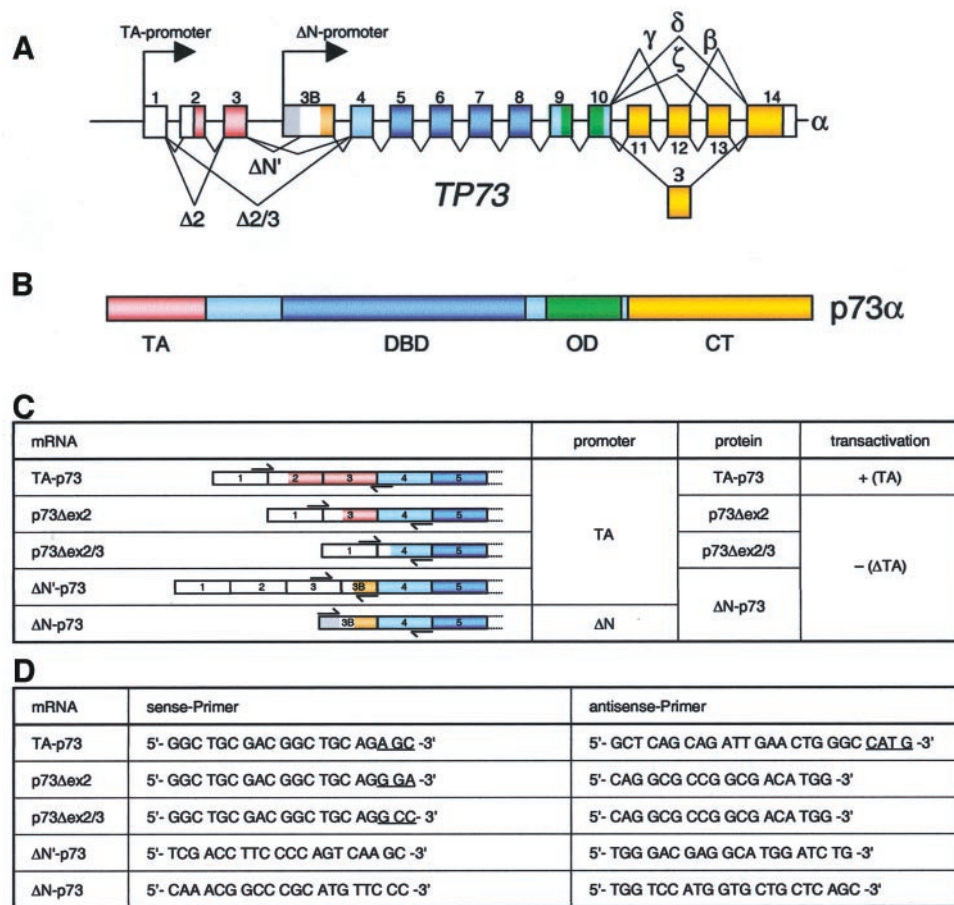 A
TA-promoter
ΔN-promoter
γ δ ζ β
1 2 3 3B 4 5 6 7 8 9 10 14 α
11 12 13
ΔN'
Δ2 Δ2/3
TP73
ε
B
p73α
TA DBD OD CT
C
mRNA promoter protein transactivation
TA-p73 1 2 3 4 5 TA TA-p73 + (TA)
p73Δex2 1 3 4 5 p73Δex2 – (ΔTA)
p73Δex2/3 1 4 5 p73Δex2/3
ΔN'-p73 1 2 3 3B 4 5 ΔN-p73
ΔN-p73 3B 4 5 ΔN
D
mRNA sense-Primer antisense-Primer
TA-p73 5'- GGC TGC GAC GGC TGC AGA GC -3' 5'- GCT CAG CAG ATT GAA CTG GGC CAT G -3'
p73Δex2 5'- GGC TGC GAC GGC TGC AGG GA -3' 5'- CAG GCG CCG GCG ACA TGG -3'
p73Δex2/3 5'- GGC TGC GAC GGC TGC AGG CC- -3' 5'- CAG GCG CCG GCG ACA TGG -3'
ΔN'-p73 5'- TCG ACC TTC CCC AGT CAA GC -3' 5'- TGG GAC GAG GCA TGG ATC TG -3'
ΔN-p73 5'- CAA ACG GCC CGC ATG TTC CC -3' 5'- TGG TCC ATG GTG CTG CTC AGC -3'